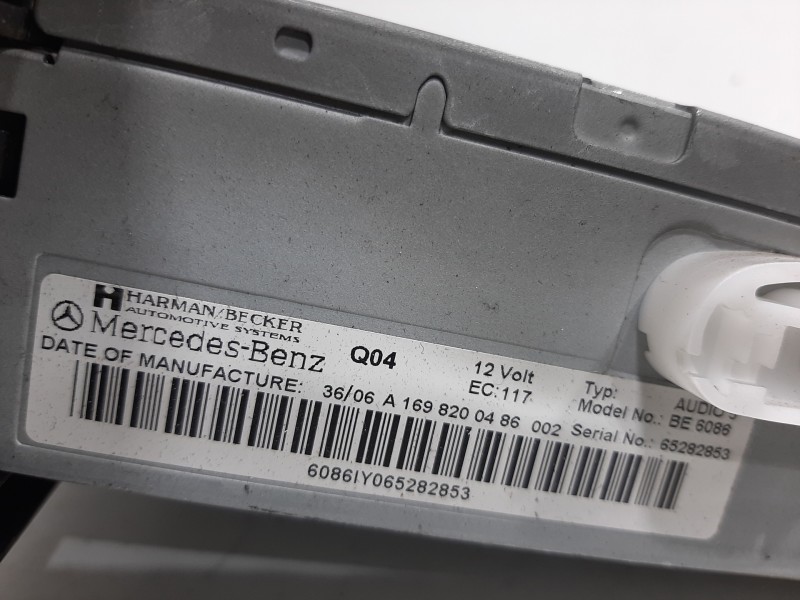 HARMAN/BECKER
AUTOMOTIVE SYSTEMS
Mercedes-Benz Q04 12 Volt Typ: AUDIO
EC:117 Model No.: BE 6086
DATE OF MANUFACTURE: 36/06 A 169 820 04 86 002 Serial No.: 65282853
6086IY065282853